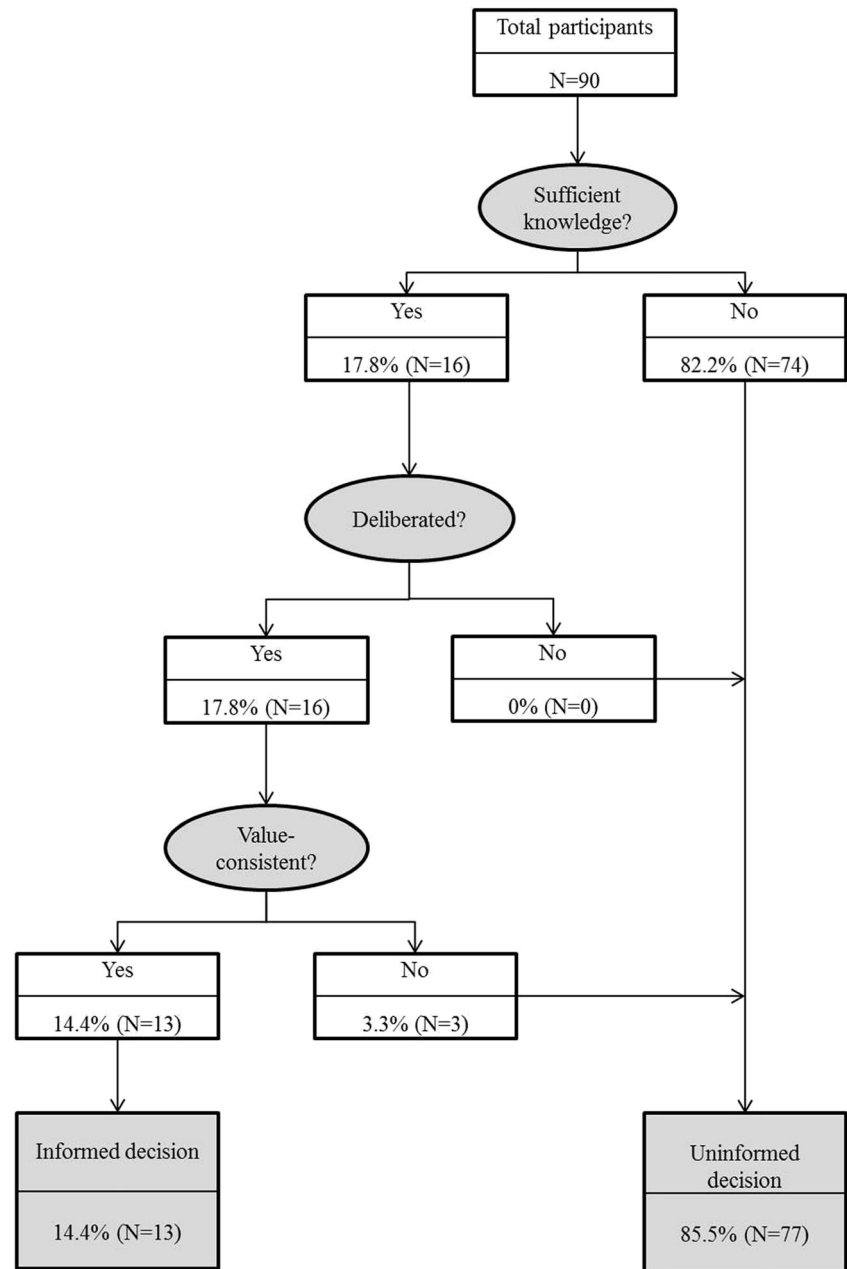 Total participants
N=90
Sufficient
knowledge?
Yes
17.8% (N=16)
No
82.2% (N=74)
Deliberated?
Yes
17.8% (N=16)
No
0% (N=0)
Value-
consistent?
Yes
14.4% (N=13)
No
3.3% (N=3)
Informed decision
14.4% (N=13)
Uninformed
decision
85.5% (N=77)